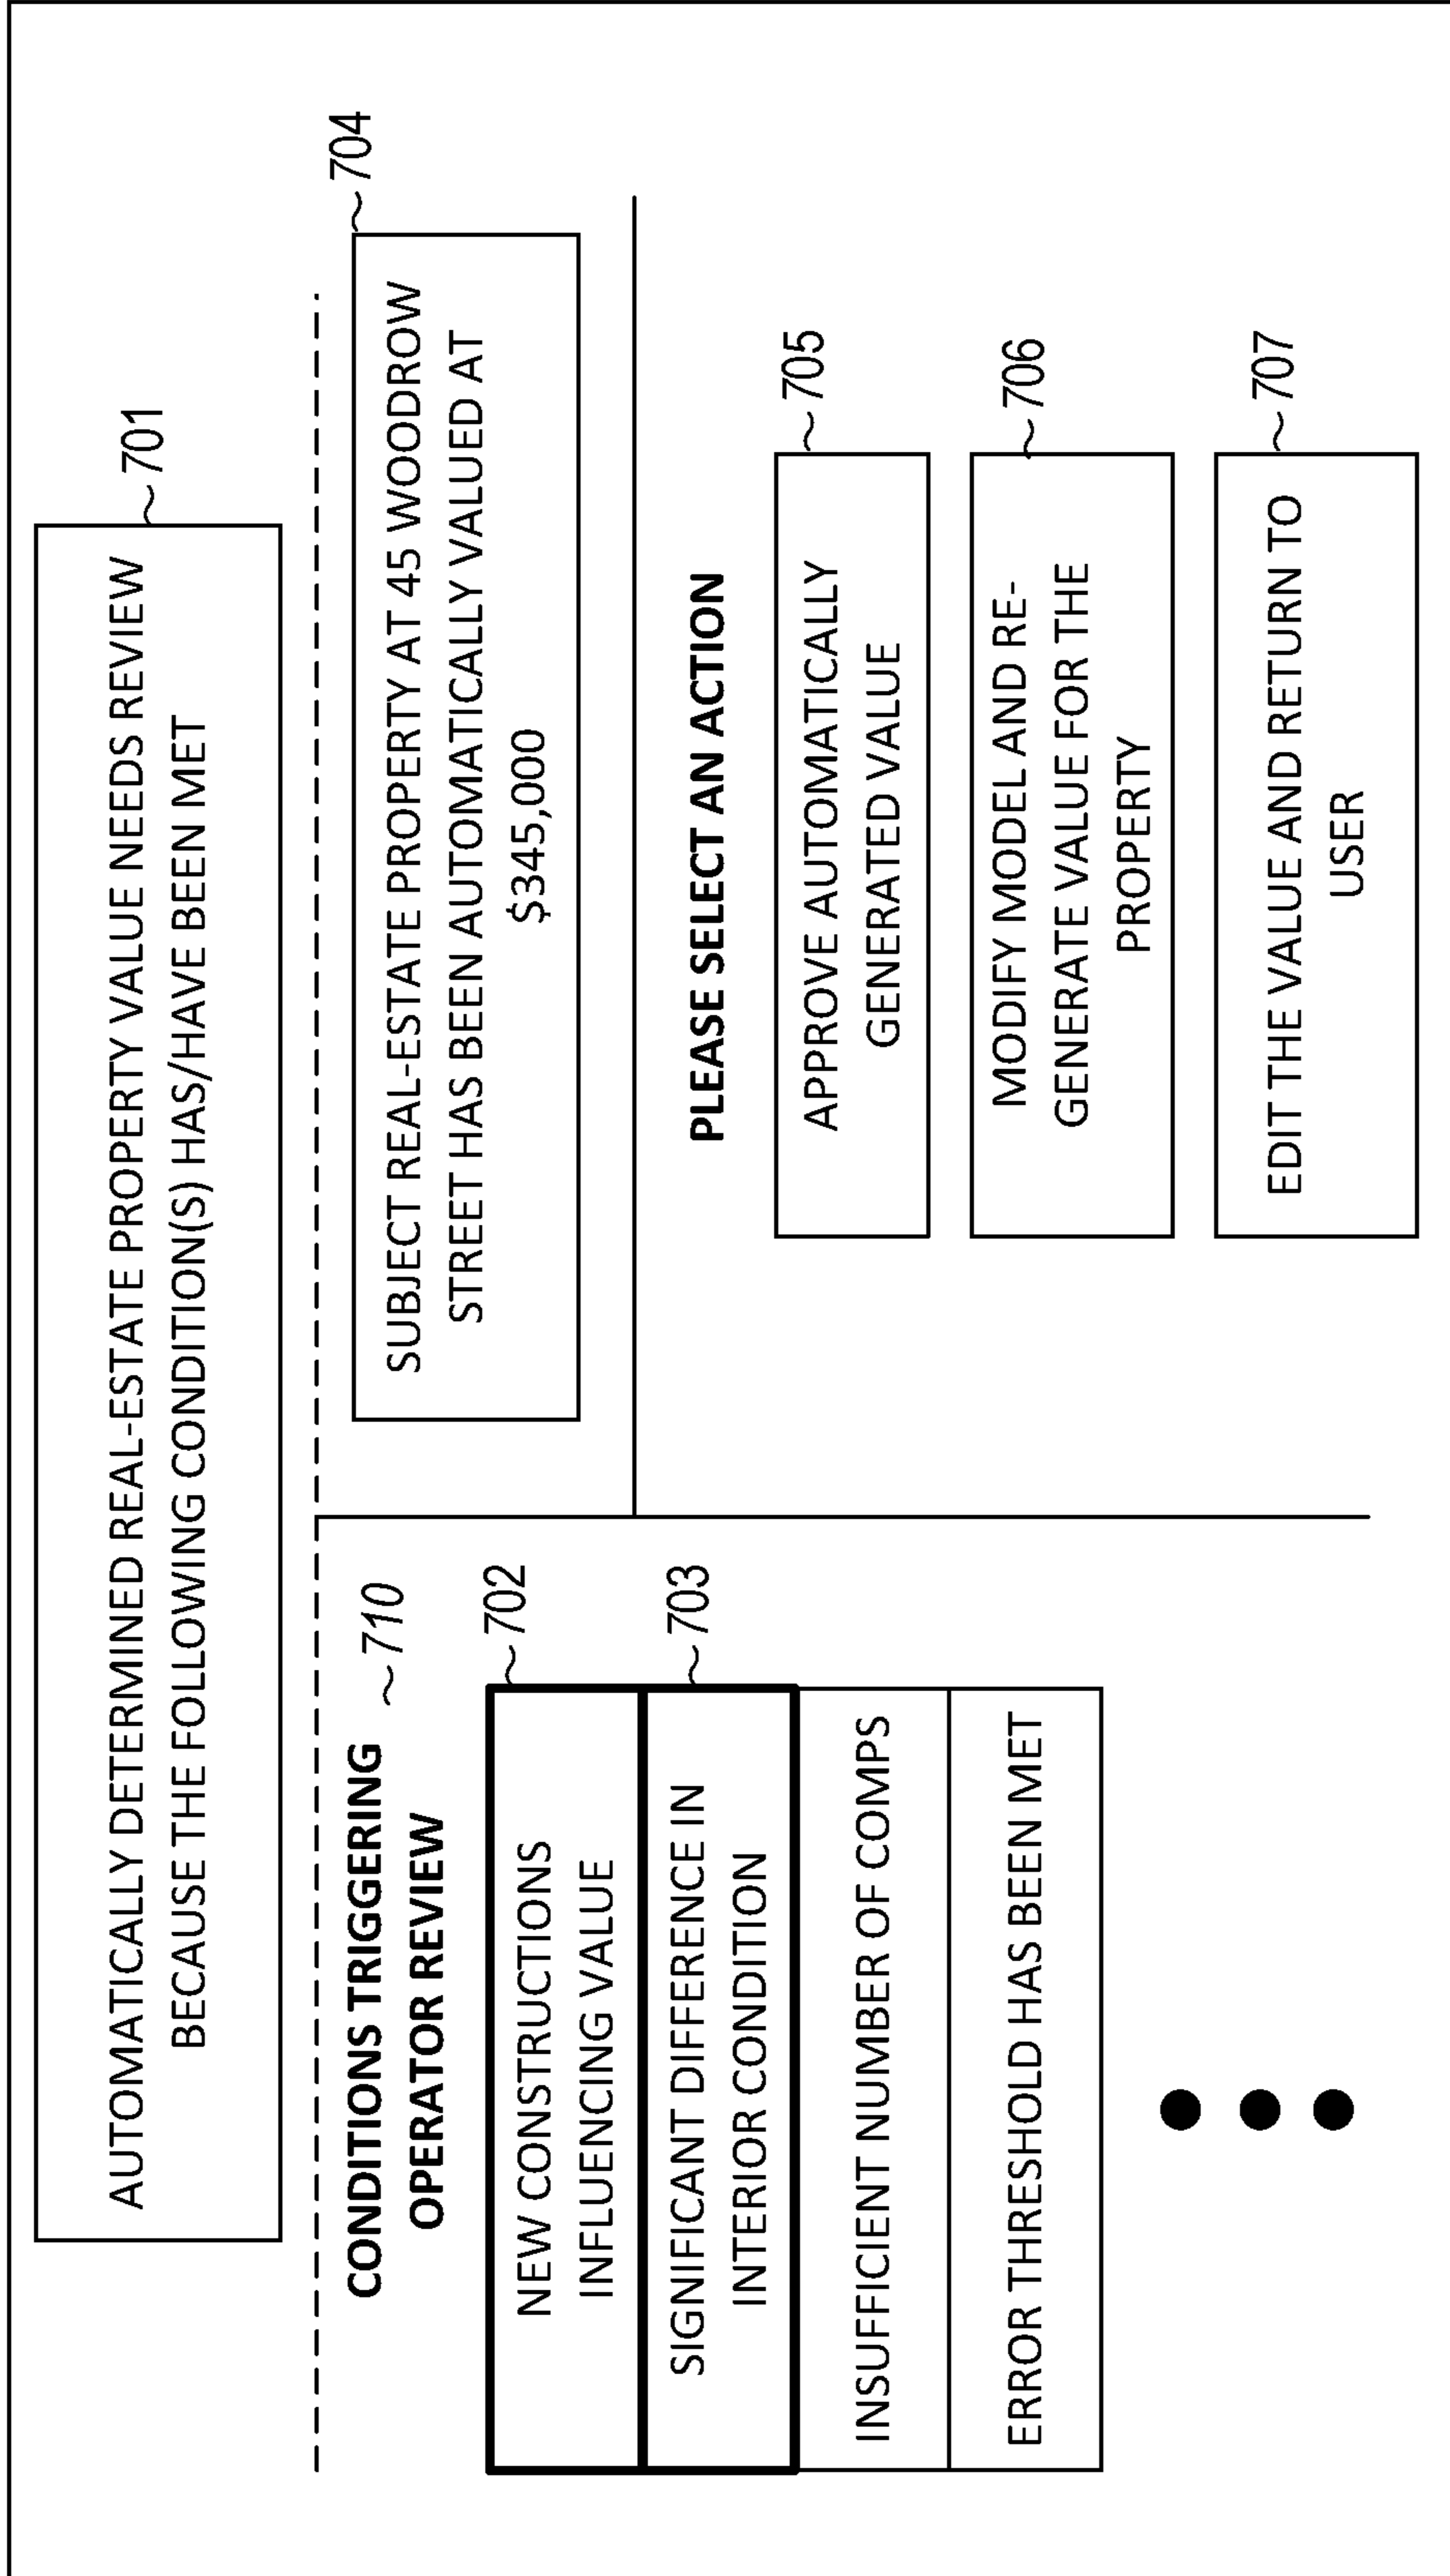 AUTOMATICALLY DETERMINED REAL-ESTATE PROPERTY VALUE NEEDS REVIEW
BECAUSE THE FOLLOWING CONDITION(S) HAS/HAVE BEEN MET
701
CONDITIONS TRIGGERING
OPERATOR REVIEW
710
NEW CONSTRUCTIONS
INFLUENCING VALUE
702
SIGNIFICANT DIFFERENCE IN
INTERIOR CONDITION
703
INSUFFICIENT NUMBER OF COMPS
ERROR THRESHOLD HAS BEEN MET
SUBJECT REAL-ESTATE PROPERTY AT 45 WOODROW
STREET HAS BEEN AUTOMATICALLY VALUED AT
$345,000
704
PLEASE SELECT AN ACTION
APPROVE AUTOMATICALLY
GENERATED VALUE
705
MODIFY MODEL AND RE-
GENERATE VALUE FOR THE
PROPERTY
706
EDIT THE VALUE AND RETURN TO
USER
707